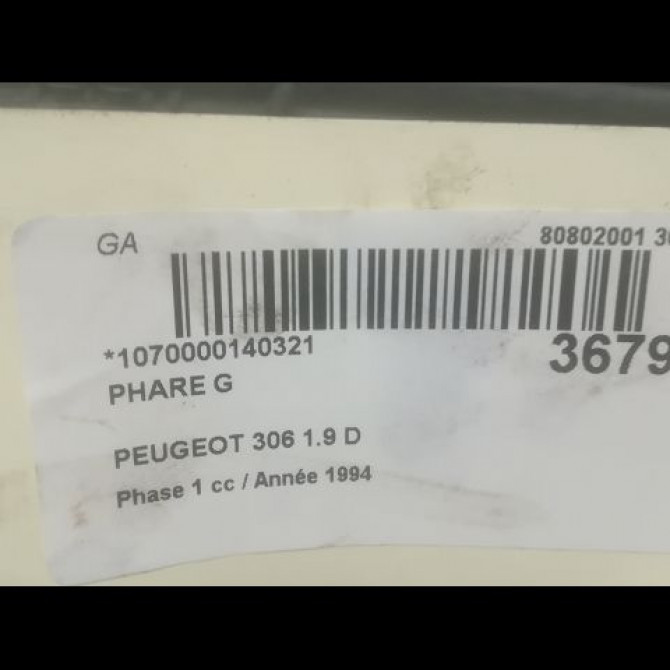 GA 80802001
*1070000140321 3679
PHARE G
PEUGEOT 306 1.9 D
Phase 1 cc / Année 1994